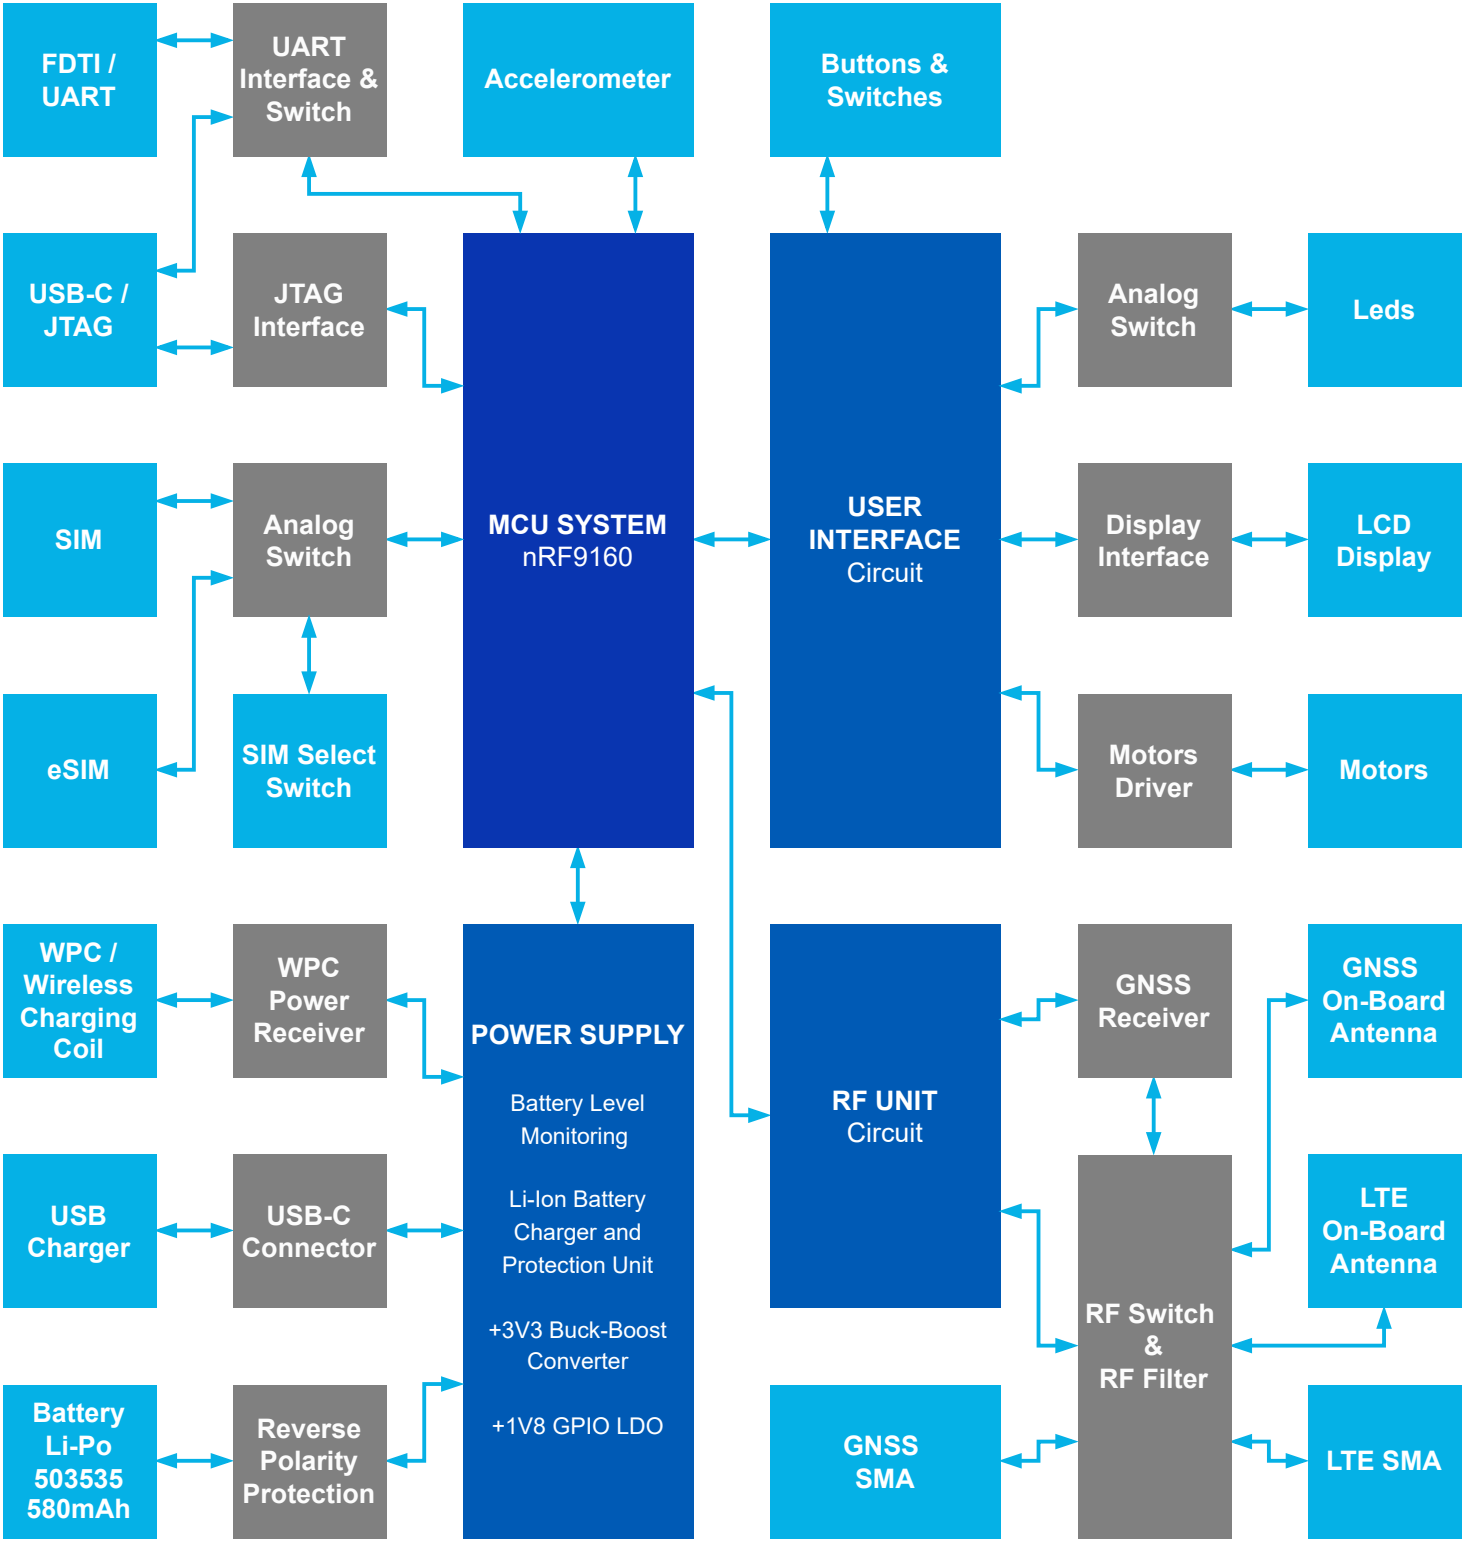 FDTI /
UART
UART
Interface &
Switch
Accelerometer
Buttons &
Switches
USB-C /
JTAG
JTAG
Interface
Analog
Switch
Leds
SIM
Analog
Switch
MCU SYSTEM
nRF9160
USER
INTERFACE
Circuit
Display
Interface
LCD
Display
eSIM
SIM Select
Switch
Motors
Driver
Motors
WPC /
Wireless
Charging
Coil
WPC
Power
Receiver
POWER SUPPLY
Battery Level
Monitoring
Li-Ion Battery
Charger and
Protection Unit
+3V3 Buck-Boost
Converter
+1V8 GPIO LDO
RF UNIT
Circuit
GNSS
Receiver
GNSS
On-Board
Antenna
USB
Charger
USB-C
Connector
LTE
On-Board
Antenna
RF Switch
&
RF Filter
Battery
Li-Po
503535
580mAh
Reverse
Polarity
Protection
GNSS
SMA
LTE SMA